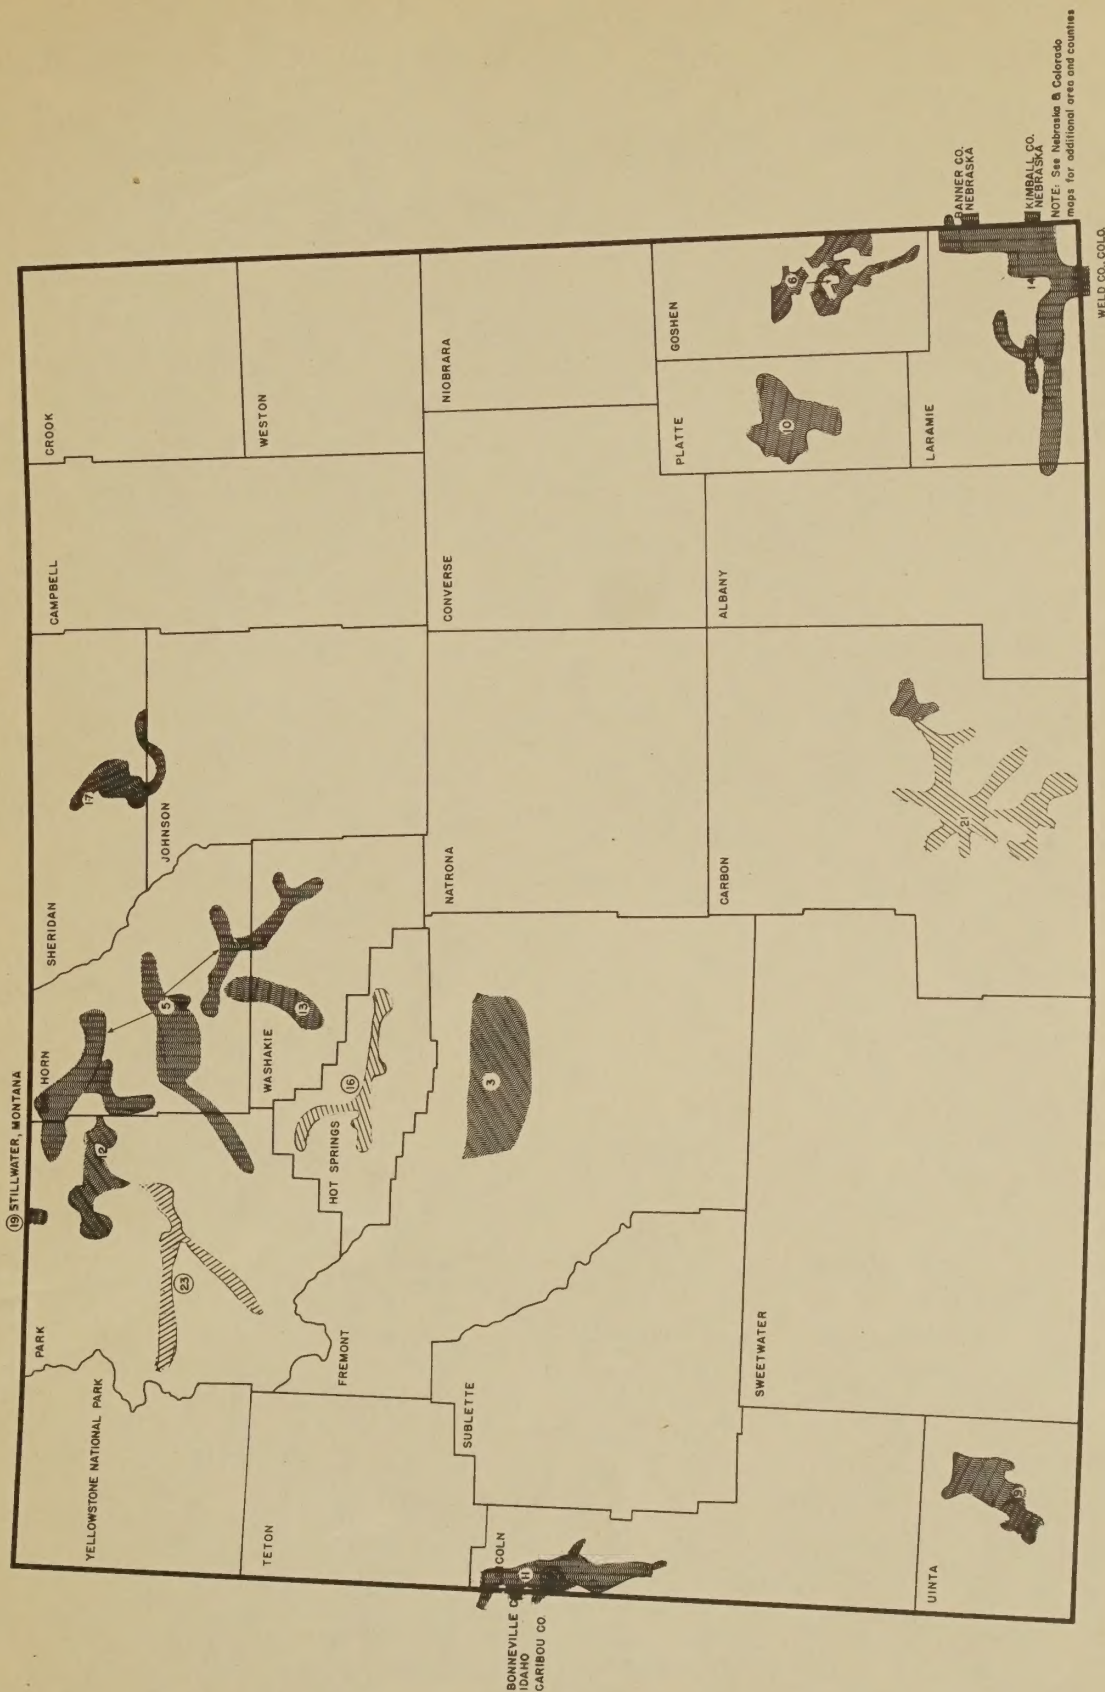 19 STILLWATER, MONTANA
YELLOWSTONE NATIONAL PARK
PARK
HORN
SHERIDAN
CAMPBELL
CROOK
JOHNSON
WESTON
TETON
WASHAKIE
HOT SPRINGS
FREMONT
NATRONA
CONVERSE
NIOBRARA
SUBLETTE
BONNEVILLE
IDAHO
CARIBOU CO.
COLN
UINTA
SWEETWATER
CARBON
ALBANY
PLATTE
GOSHEN
LARAMIE
23
12
5
17
13
16
3
11
9
21
10
6
14
BANNER CO.
NEBRASKA
KIMBALL CO.
NEBRASKA
NOTE: See Nebraska & Colorado
maps for additional area and counties
WELD CO., COLO.